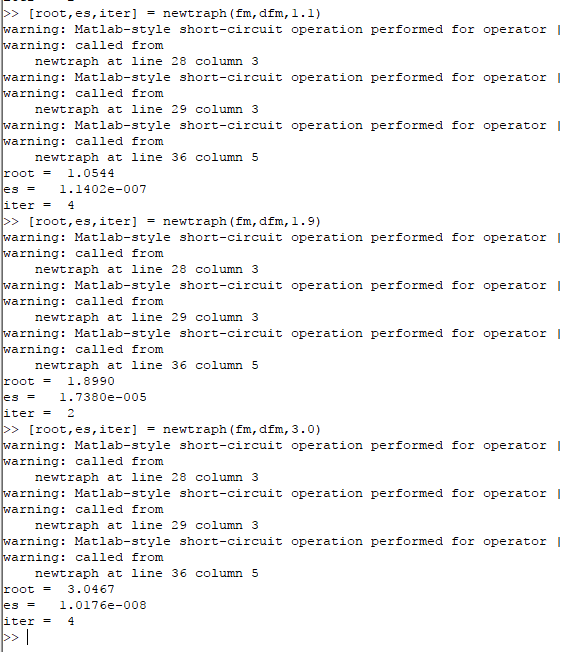 >> [root,es,iter] = newtraph(fm,dfm,1.1)
warning: Matlab-style short-circuit operation performed for operator |
warning: called from
    newtraph at line 28 column 3
warning: Matlab-style short-circuit operation performed for operator |
warning: called from
    newtraph at line 29 column 3
warning: Matlab-style short-circuit operation performed for operator |
warning: called from
    newtraph at line 36 column 5
root =  1.0544
es =   1.1402e-007
iter =  4
>> [root,es,iter] = newtraph(fm,dfm,1.9)
warning: Matlab-style short-circuit operation performed for operator |
warning: called from
    newtraph at line 28 column 3
warning: Matlab-style short-circuit operation performed for operator |
warning: called from
    newtraph at line 29 column 3
warning: Matlab-style short-circuit operation performed for operator |
warning: called from
    newtraph at line 36 column 5
root =  1.8990
es =   1.7380e-005
iter =  2
>> [root,es,iter] = newtraph(fm,dfm,3.0)
warning: Matlab-style short-circuit operation performed for operator |
warning: called from
    newtraph at line 28 column 3
warning: Matlab-style short-circuit operation performed for operator |
warning: called from
    newtraph at line 29 column 3
warning: Matlab-style short-circuit operation performed for operator |
warning: called from
    newtraph at line 36 column 5
root =  3.0467
es =   1.0176e-008
iter =  4
>>